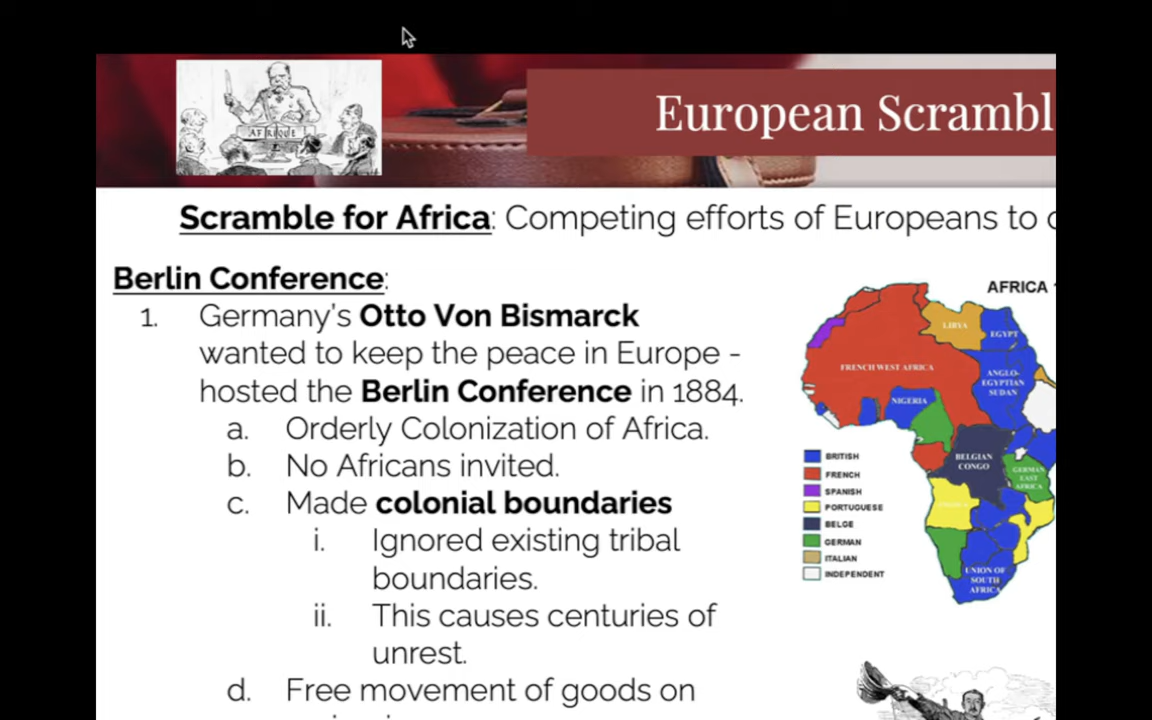 AFRIQUE
European Scrambl
Scramble for Africa: Competing efforts of Europeans to
Berlin Conference:
1. Germany's Otto Von Bismarck
wanted to keep the peace in Europe -
hosted the Berlin Conference in 1884.
a. Orderly Colonization of Africa.
b. No Africans invited.
c. Made colonial boundaries
i. Ignored existing tribal
boundaries.
ii. This causes centuries of
unrest.
d. Free movement of goods on
AFRICA
LIBYA
EGYPT
FRENCH WEST AFRICA
ANGLO-
EGYPTIAN
SUDAN
NIGERIA
BELGIAN
CONGO
GERMAN
EAST
AFRICA
UNION OF
SOUTH
AFRICA
BRITISH
FRENCH
SPANISH
PORTUGUESE
BELGE
GERMAN
ITALIAN
INDEPENDENT